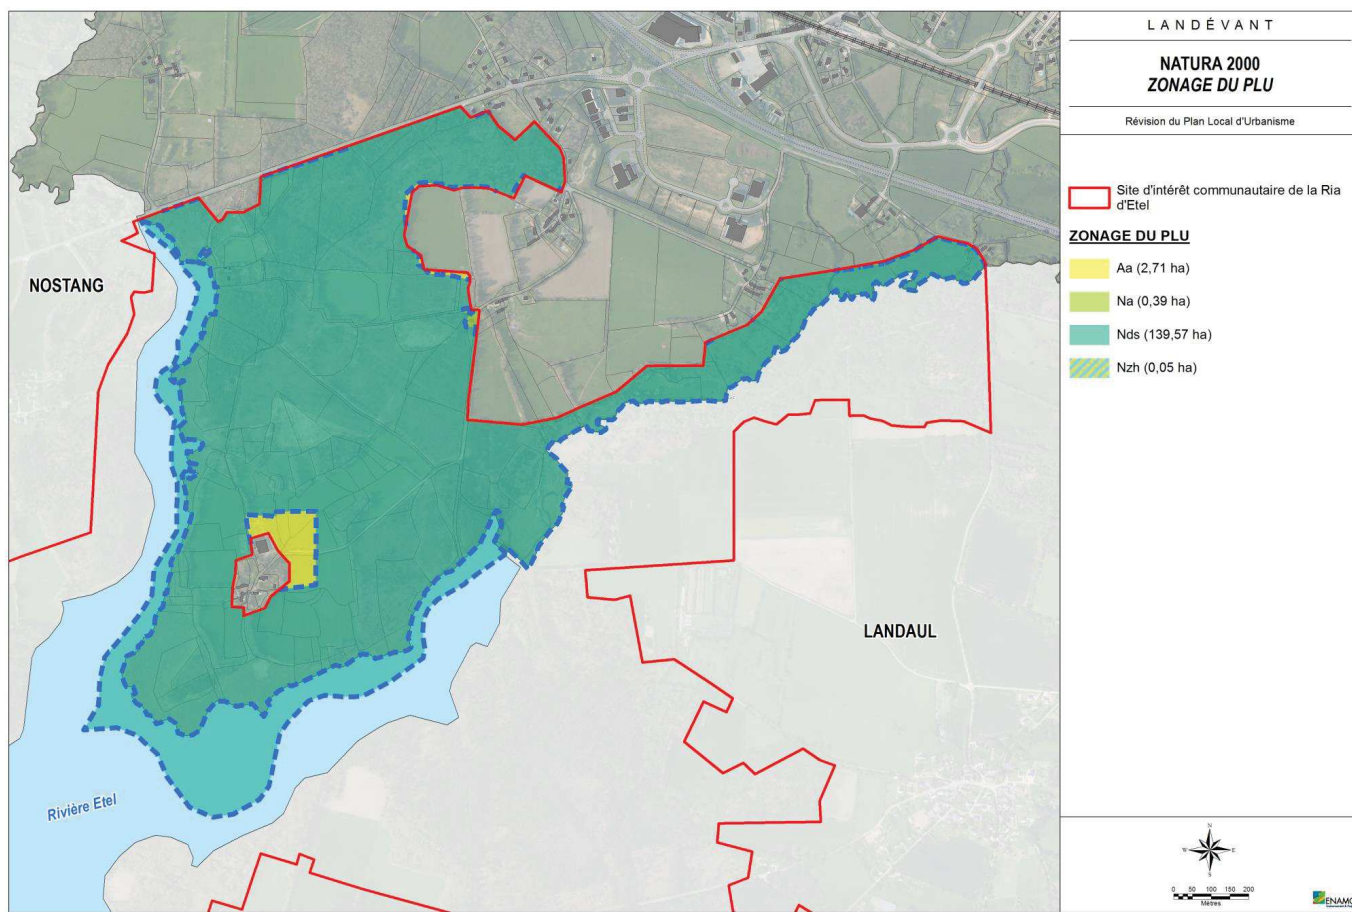 LANDÉVANT
NATURA 2000
ZONAGE DU PLU
Révision du Plan Local d'Urbanisme
Site d'intérêt communautaire de la Ria
d'Etel
ZONAGE DU PLU
Aa (2,71 ha)
Na (0,39 ha)
Nds (139,57 ha)
Nzh (0,05 ha)
NOSTANG
LANDAUL
Rivière Etel
N
W E
S
0 50 100 150 200
Mètres